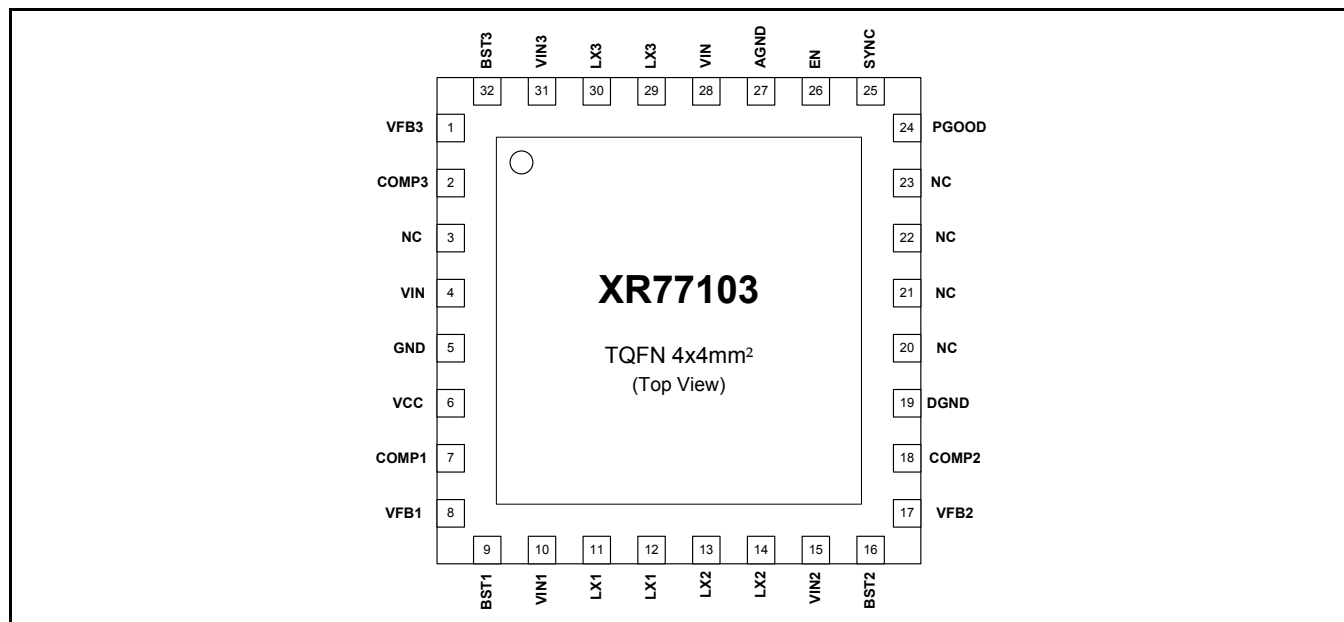 BST3 VIN3 LX3 LX3 VIN AGND EN SYNC
32 31 30 29 28 27 26 25
VFB3 1 24 PGOOD
COMP3 2 23 NC
NC 3 22 NC
VIN 4 21 NC
XR77103
GND 5 20 NC
TQFN 4x4mm²
(Top View)
VCC 6 19 DGND
COMP1 7 18 COMP2
VFB1 8 17 VFB2
9 10 11 12 13 14 15 16
BST1 VIN1 LX1 LX1 LX2 LX2 VIN2 BST2